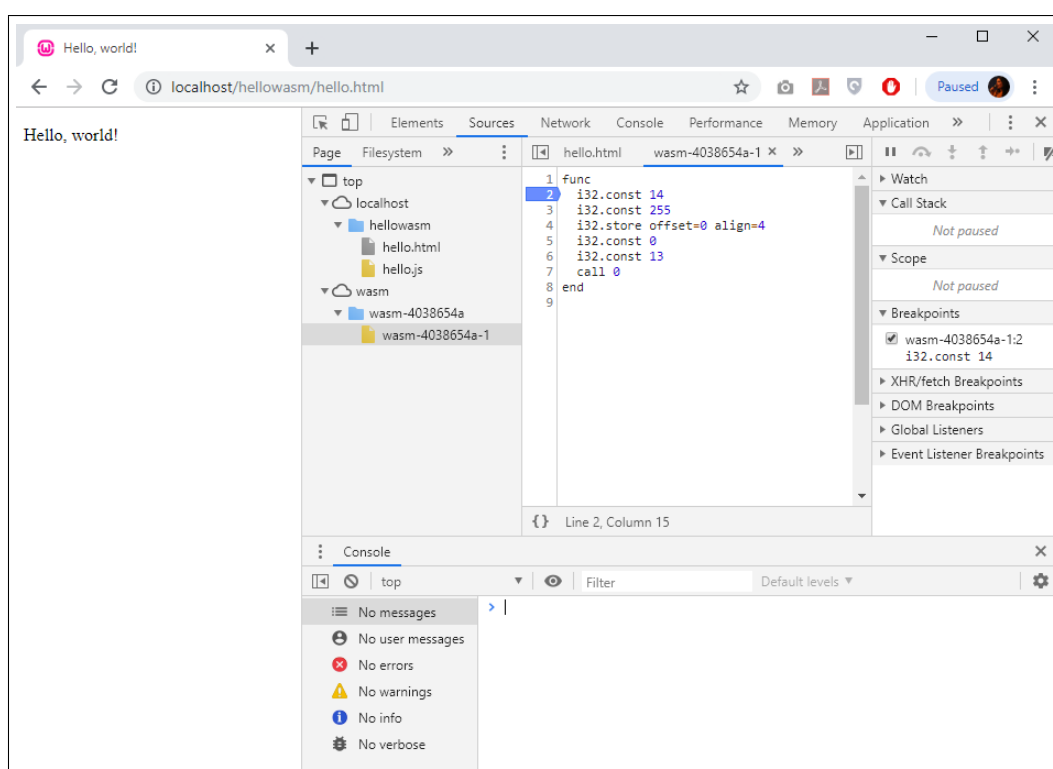 Hello, world!
localhost/hellowasm/hello.html
Paused
Hello, world!
Elements Sources Network Console Performance Memory Application »
Page Filesystem »
top
localhost
hellowasm
hello.html
hello.js
wasm
wasm-4038654a
wasm-4038654a-1
hello.html wasm-4038654a-1 × »
1 func
2 i32.const 14
3 i32.const 255
4 i32.store offset=0 align=4
5 i32.const 0
6 i32.const 13
7 call 0
8 end
9
{} Line 2, Column 15
Watch
Call Stack
Not paused
Scope
Not paused
Breakpoints
wasm-4038654a-1:2
i32.const 14
XHR/fetch Breakpoints
DOM Breakpoints
Global Listeners
Event Listener Breakpoints
Console
top Filter Default levels
No messages
No user messages
No errors
No warnings
No info
No verbose
>